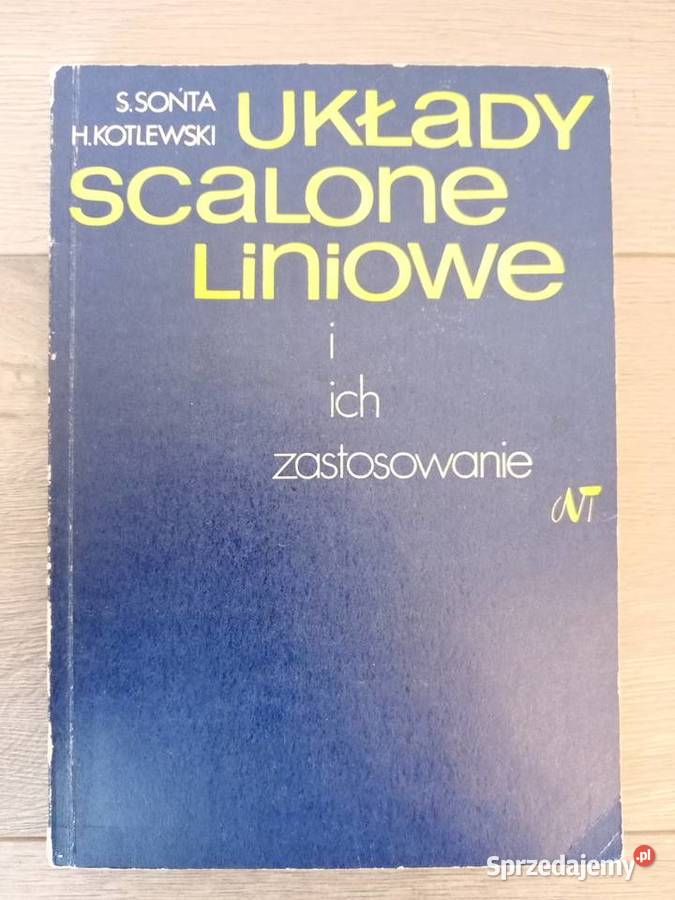 S. SOŃTA
H. KOTLEWSKI
UKŁADY
SCALONE
LINIOWE
i
ich
zastosowanie
WNT
Sprzedajemy.pl